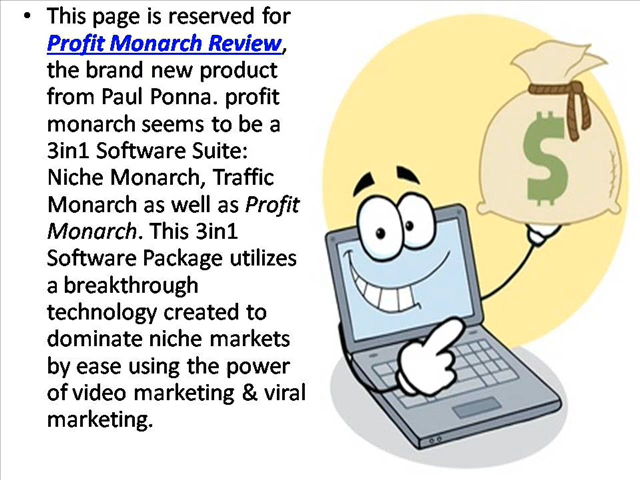 • This page is reserved for
Profit Monarch Review,
the brand new product
from Paul Ponna. profit
monarch seems to be a
3in1 Software Suite:
Niche Monarch, Traffic
Monarch as well as Profit
Monarch. This 3in1
Software Package utilizes
a breakthrough
technology created to
dominate niche markets
by ease using the power
of video marketing & viral
marketing.
$